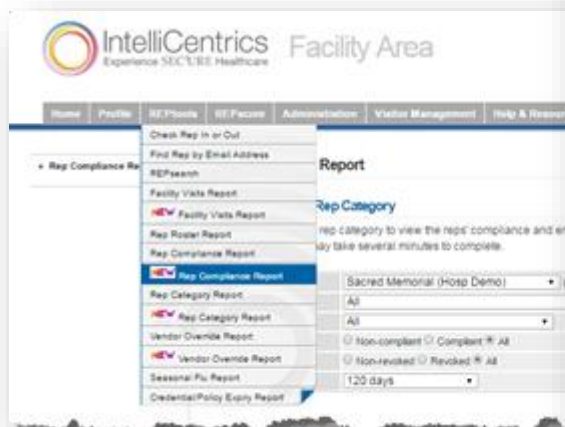 IntelliCentrics Facility Area
Experience SEC³URE Healthcare
Home Profile REPtools REPscore Administration Visitor Management Help &
Check Rep In or Out
Find Rep by Email Address
+ Rep Compliance Re
Report
REPsearch
Facility Visits Report
Rep Category
NEW Facility Visits Report
rep category to view the reps' compliance and
Rep Roster Report
ay take several minutes to complete.
Rep Compliance Report
NEW Rep Compliance Report
Sacred Memorial (Hosp Demo)
Rep Category Report
All
NEW Rep Category Report
All
Vendor Override Report
Non-compliant Compliant All
NEW Vendor Override Report
Non-revoked Revoked All
Seasonal Flu Report
120 days
Credential/Policy Expiry Report